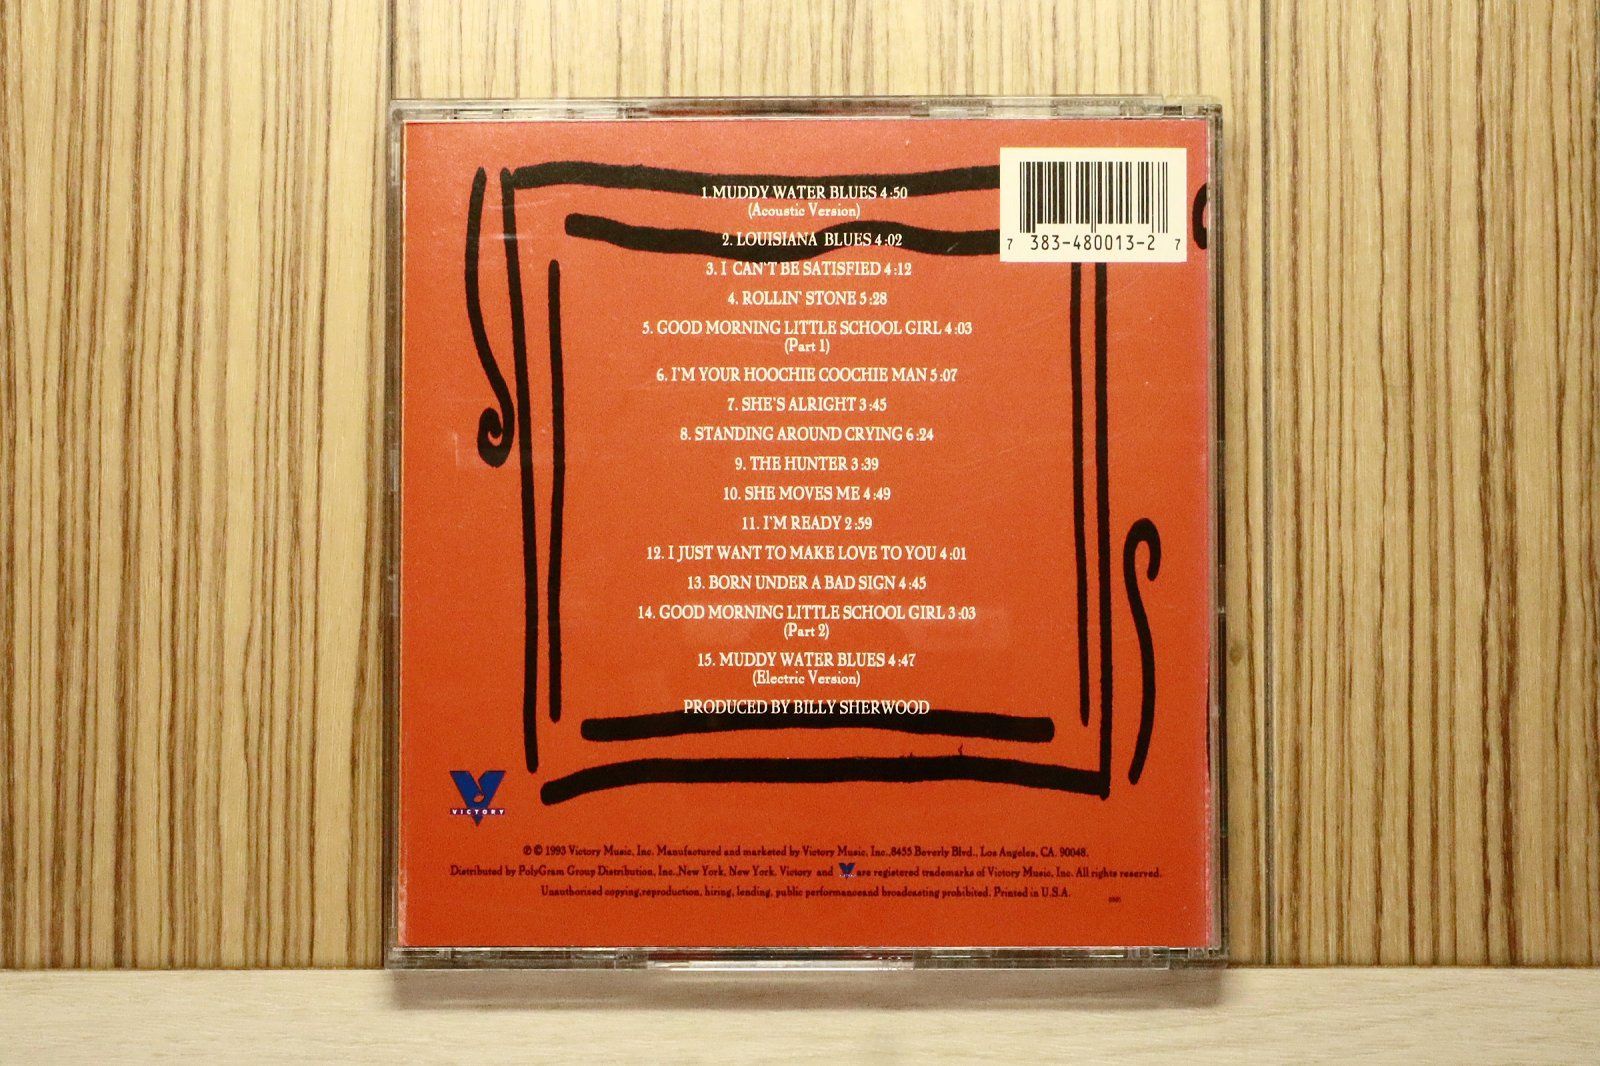 1. MUDDY WATER BLUES 4:50
(Acoustic Version)
2. LOUISIANA BLUES 4:02
3. I CAN'T BE SATISFIED 4:12
4. ROLLIN' STONE 5:28
5. GOOD MORNING LITTLE SCHOOL GIRL 4:03
(Part 1)
6. I'M YOUR HOOCHIE COOCHIE MAN 5:07
7. SHE'S ALRIGHT 3:45
8. STANDING AROUND CRYING 6:24
9. THE HUNTER 3:39
10. SHE MOVES ME 4:49
11. I'M READY 2:59
12. I JUST WANT TO MAKE LOVE TO YOU 4:01
13. BORN UNDER A BAD SIGN 4:45
14. GOOD MORNING LITTLE SCHOOL GIRL 3:03
(Part 2)
15. MUDDY WATER BLUES 4:47
(Electric Version)
PRODUCED BY BILLY SHERWOOD
7 383-480013-2 7
VICTORY
℗ © 1993 Victory Music, Inc. Manufactured and marketed by Victory Music, Inc.,8455 Beverly Blvd., Los Angeles, CA. 90048.
Distributed by PolyGram Group Distribution, Inc.,New York, New York. Victory and are registered trademarks of Victory Music, Inc. All rights reserved.
Unauthorised copying,reproduction, hiring, lending, public performanceand broadcasting prohibited. Printed in U.S.A.